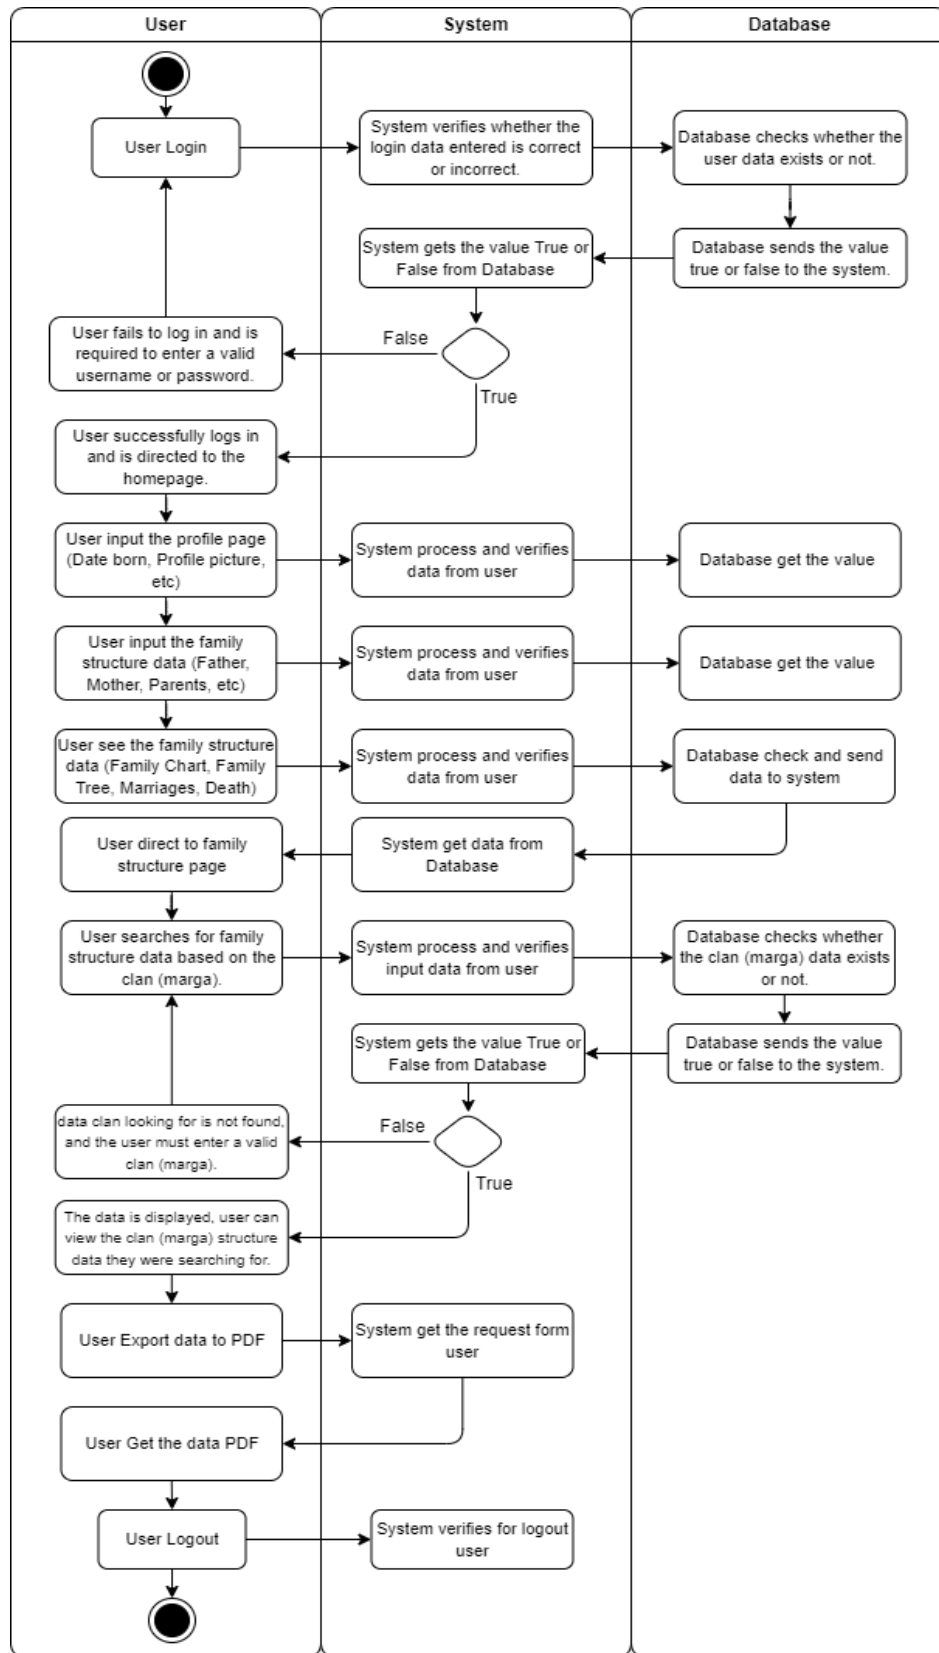 User
System
Database
User Login
System verifies whether the
login data entered is correct
or incorrect.
Database checks whether the
user data exists or not.
System gets the value True or
False from Database
Database sends the value
true or false to the system.
User fails to log in and is
required to enter a valid
username or password.
False
True
User successfully logs in
and is directed to the
homepage.
User input the profile page
(Date born, Profile picture,
etc)
System process and verifies
data from user
Database get the value
User input the family
structure data (Father,
Mother, Parents, etc)
System process and verifies
data from user
Database get the value
User see the family structure
data (Family Chart, Family
Tree, Marriages, Death)
System process and verifies
data from user
Database check and send
data to system
User direct to family
structure page
System get data from
Database
User searches for family
structure data based on the
clan (marga).
System process and verifies
input data from user
Database checks whether
the clan (marga) data exists
or not.
System gets the value True or
False from Database
Database sends the value
true or false to the system.
data clan looking for is not found,
and the user must enter a valid
clan (marga).
False
True
The data is displayed, user can
view the clan (marga) structure
data they were searching for.
User Export data to PDF
System get the request form
user
User Get the data PDF
User Logout
System verifies for logout
user